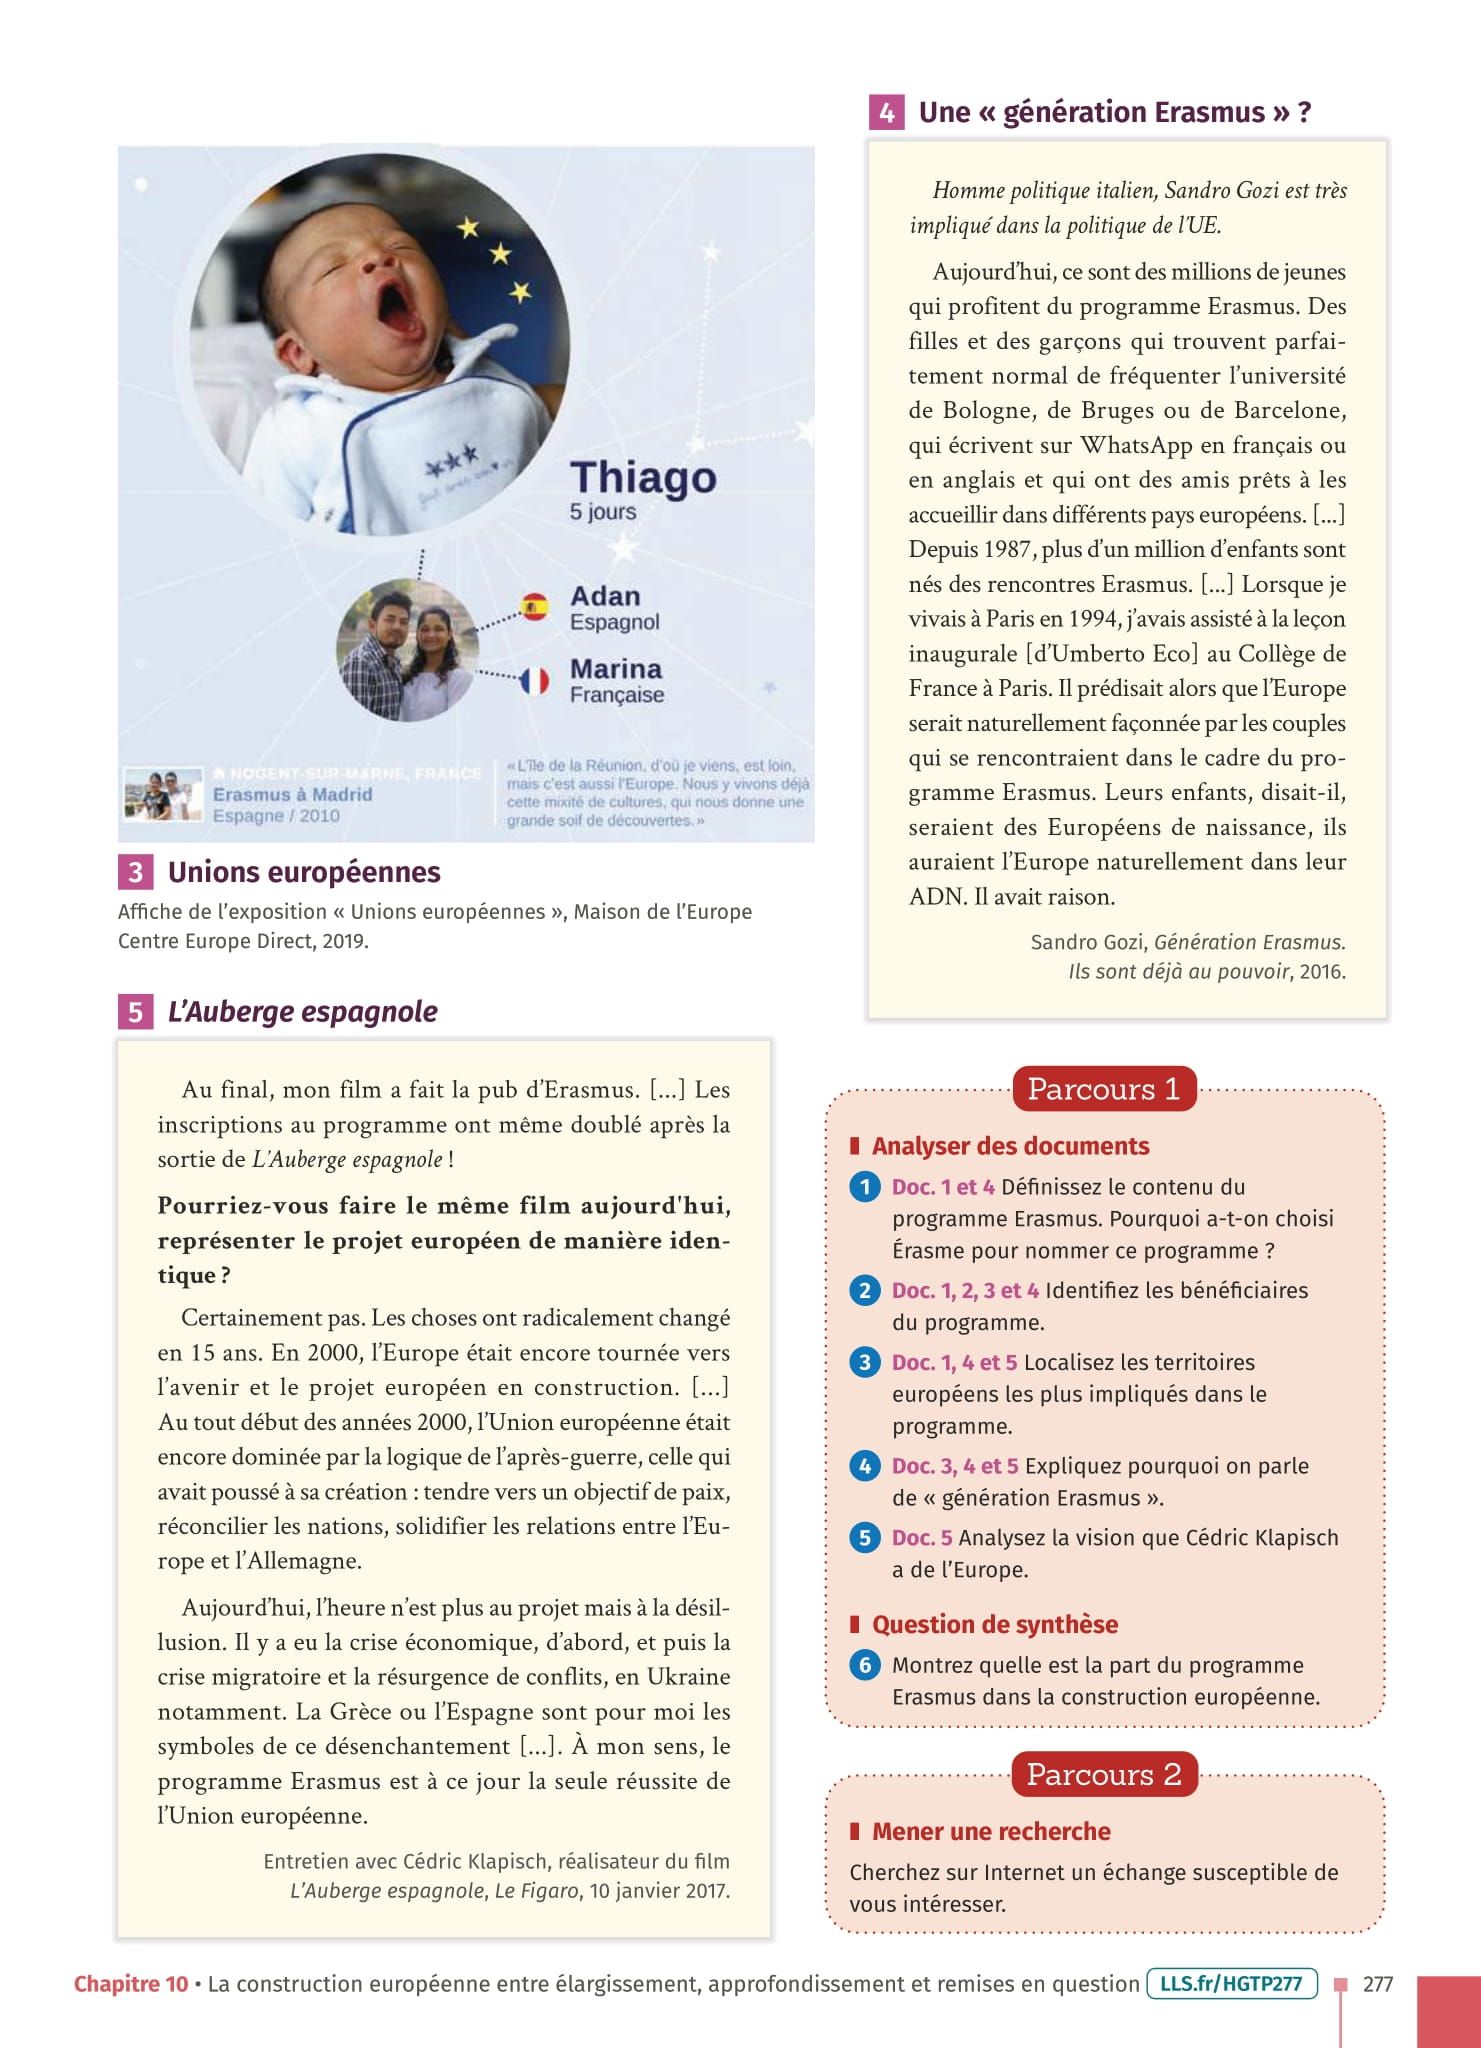 Thiago
5 jours
Adan
Espagnol
Marina
Française
NOGENT-SUR-MARNE, FRANCE
Erasmus à Madrid
Espagne / 2010
« L'île de la Réunion, d'où je viens, est loin,
mais c'est aussi l'Europe. Nous y vivons déjà
cette mixité de cultures, qui nous donne une
grande soif de découvertes. »
3 Unions européennes
Affiche de l'exposition « Unions européennes », Maison de l'Europe
Centre Europe Direct, 2019.
5 L'Auberge espagnole
Au final, mon film a fait la pub d'Erasmus. [...] Les
inscriptions au programme ont même doublé après la
sortie de L'Auberge espagnole !
Pourriez-vous faire le même film aujourd'hui,
représenter le projet européen de manière iden-
tique ?
Certainement pas. Les choses ont radicalement changé
en 15 ans. En 2000, l'Europe était encore tournée vers
l'avenir et le projet européen en construction. [...]
Au tout début des années 2000, l'Union européenne était
encore dominée par la logique de l'après-guerre, celle qui
avait poussé à sa création : tendre vers un objectif de paix,
réconcilier les nations, solidifier les relations entre l'Eu-
rope et l'Allemagne.
Aujourd'hui, l'heure n'est plus au projet mais à la désil-
lusion. Il y a eu la crise économique, d'abord, et puis la
crise migratoire et la résurgence de conflits, en Ukraine
notamment. La Grèce ou l'Espagne sont pour moi les
symboles de ce désenchantement [...]. À mon sens, le
programme Erasmus est à ce jour la seule réussite de
l'Union européenne.
Entretien avec Cédric Klapisch, réalisateur du film
L'Auberge espagnole, Le Figaro, 10 janvier 2017.
4 Une « génération Erasmus » ?
Homme politique italien, Sandro Gozi est très
impliqué dans la politique de l'UE.
Aujourd'hui, ce sont des millions de jeunes
qui profitent du programme Erasmus. Des
filles et des garçons qui trouvent parfai-
tement normal de fréquenter l'université
de Bologne, de Bruges ou de Barcelone,
qui écrivent sur WhatsApp en français ou
en anglais et qui ont des amis prêts à les
accueillir dans différents pays européens. [...]
Depuis 1987, plus d'un million d'enfants sont
nés des rencontres Erasmus. [...] Lorsque je
vivais à Paris en 1994, j'avais assisté à la leçon
inaugurale [d'Umberto Eco] au Collège de
France à Paris. Il prédisait alors que l'Europe
serait naturellement façonnée par les couples
qui se rencontraient dans le cadre du pro-
gramme Erasmus. Leurs enfants, disait-il,
seraient des Européens de naissance, ils
auraient l'Europe naturellement dans leur
ADN. Il avait raison.
Sandro Gozi, Génération Erasmus.
Ils sont déjà au pouvoir, 2016.
Parcours 1
Analyser des documents
1 Doc. 1 et 4 Définissez le contenu du
programme Erasmus. Pourquoi a-t-on choisi
Érasme pour nommer ce programme ?
2 Doc. 1, 2, 3 et 4 Identifiez les bénéficiaires
du programme.
3 Doc. 1, 4 et 5 Localisez les territoires
européens les plus impliqués dans le
programme.
4 Doc. 3, 4 et 5 Expliquez pourquoi on parle
de « génération Erasmus ».
5 Doc. 5 Analysez la vision que Cédric Klapisch
a de l'Europe.
Question de synthèse
6 Montrez quelle est la part du programme
Erasmus dans la construction européenne.
Parcours 2
Mener une recherche
Cherchez sur Internet un échange susceptible de
vous intéresser.
Chapitre 10 • La construction européenne entre élargissement, approfondissement et remises en question LLS.fr/HGTP277 277